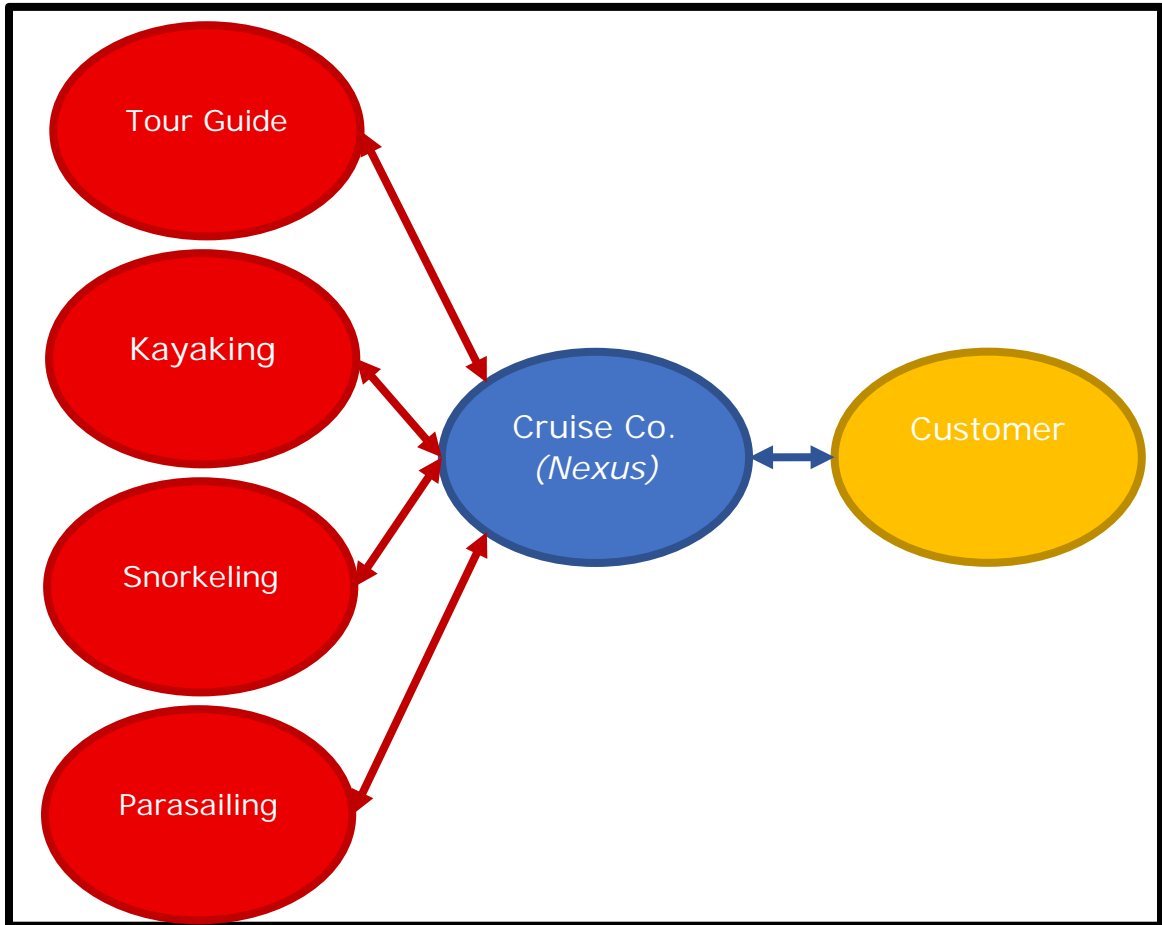 Tour Guide
Kayaking
Snorkeling
Parasailing
Cruise Co.
(Nexus)
Customer